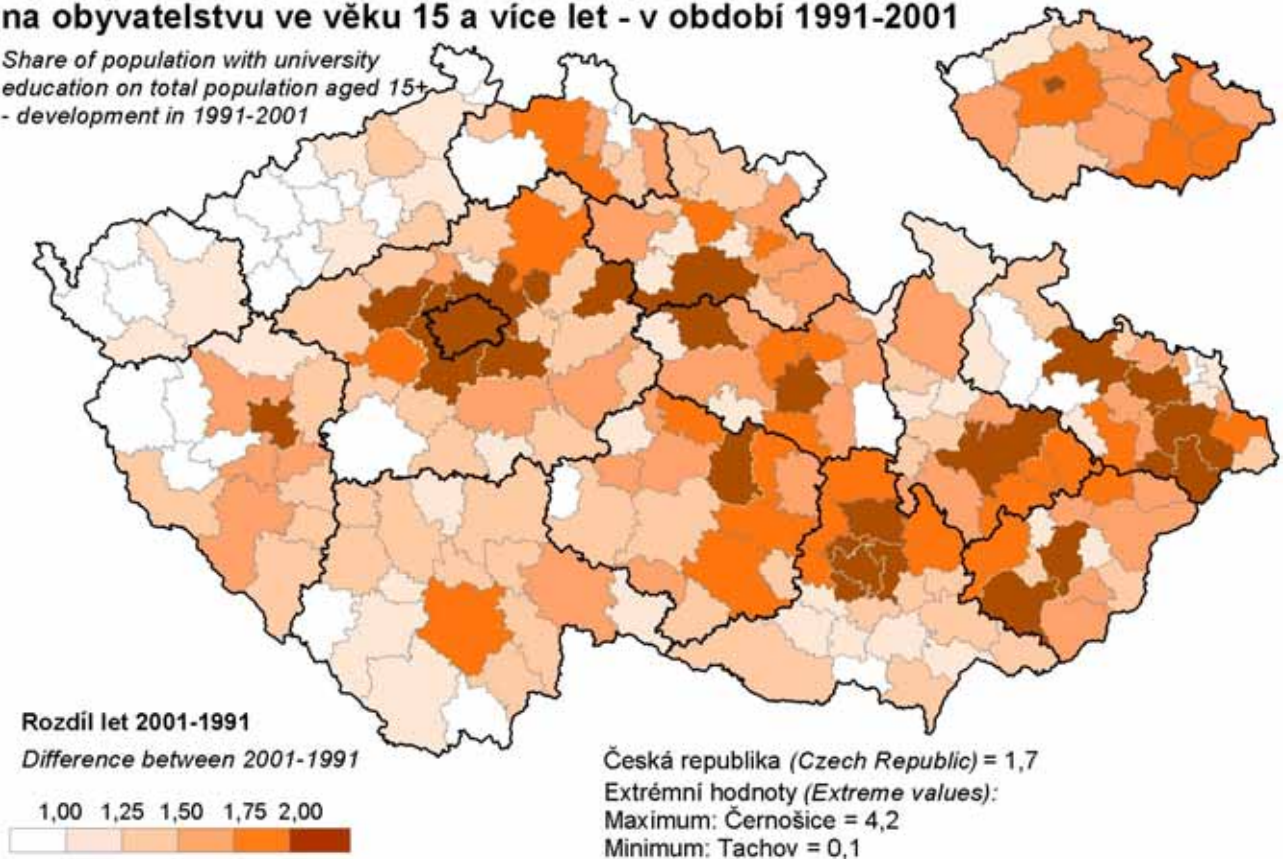 na obyvatelstvu ve věku 15 a více let - v období 1991-2001
Share of population with university
education on total population aged 15+
- development in 1991-2001
Rozdíl let 2001-1991
Difference between 2001-1991
1,00 1,25 1,50 1,75 2,00
Česká republika (Czech Republic) = 1,7
Extrémní hodnoty (Extreme values):
Maximum: Černošice = 4,2
Minimum: Tachov = 0,1